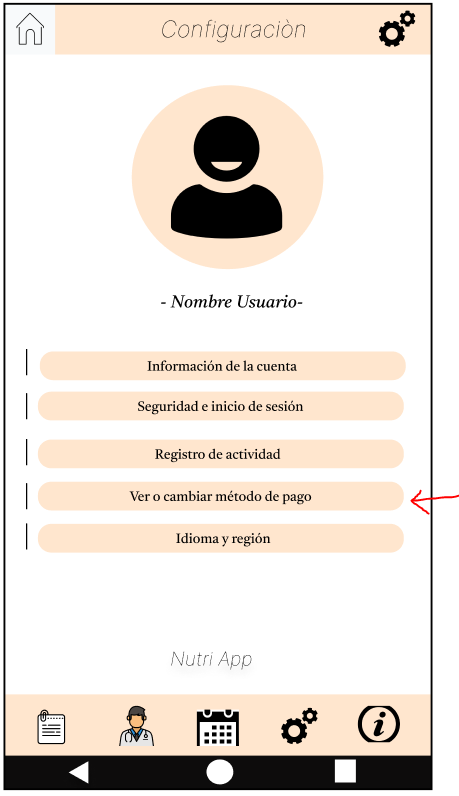 Configuraciòn
- Nombre Usuario-
Información de la cuenta
Seguridad e inicio de sesión
Registro de actividad
Ver o cambiar método de pago
Idioma y región
Nutri App
i